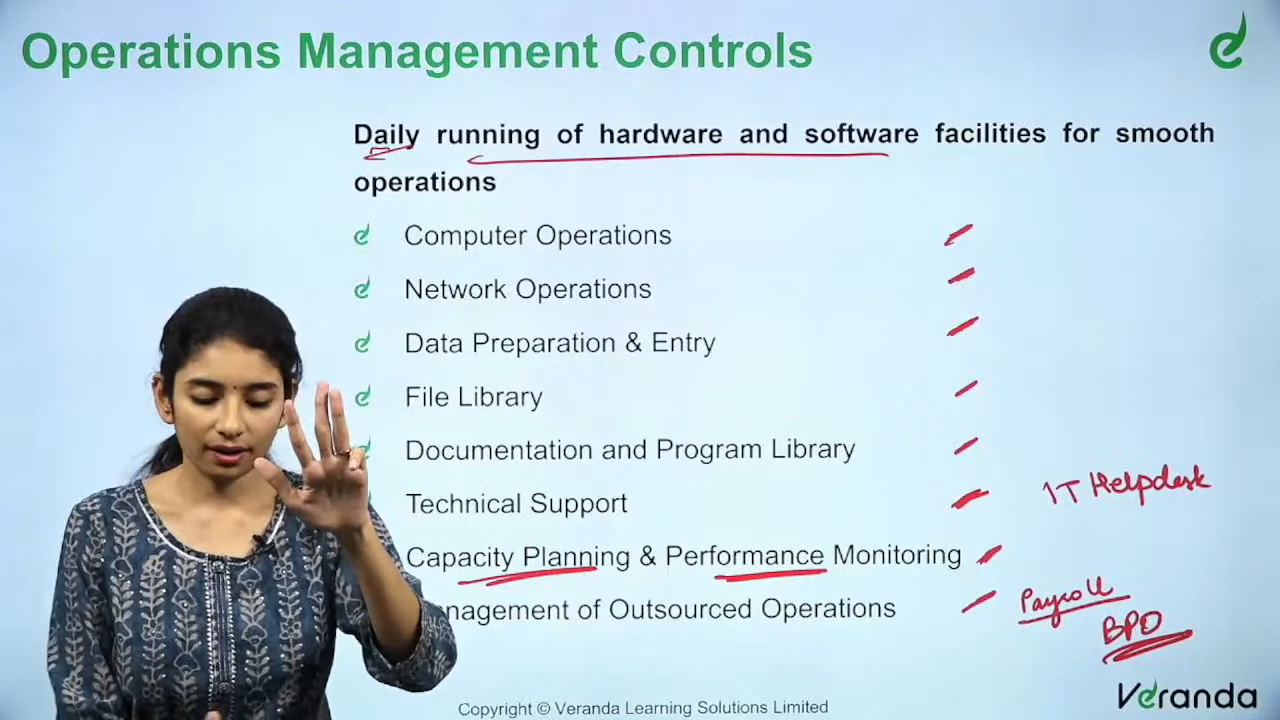 Operations Management Controls
Daily running of hardware and software facilities for smooth
operations
Computer Operations
Network Operations
Data Preparation & Entry
File Library
Documentation and Program Library
Technical Support
IT Helpdesk
Capacity Planning & Performance Monitoring
nagement of Outsourced Operations
Payroll
BPO
Copyright © Veranda Learning Solutions Limited
Veranda